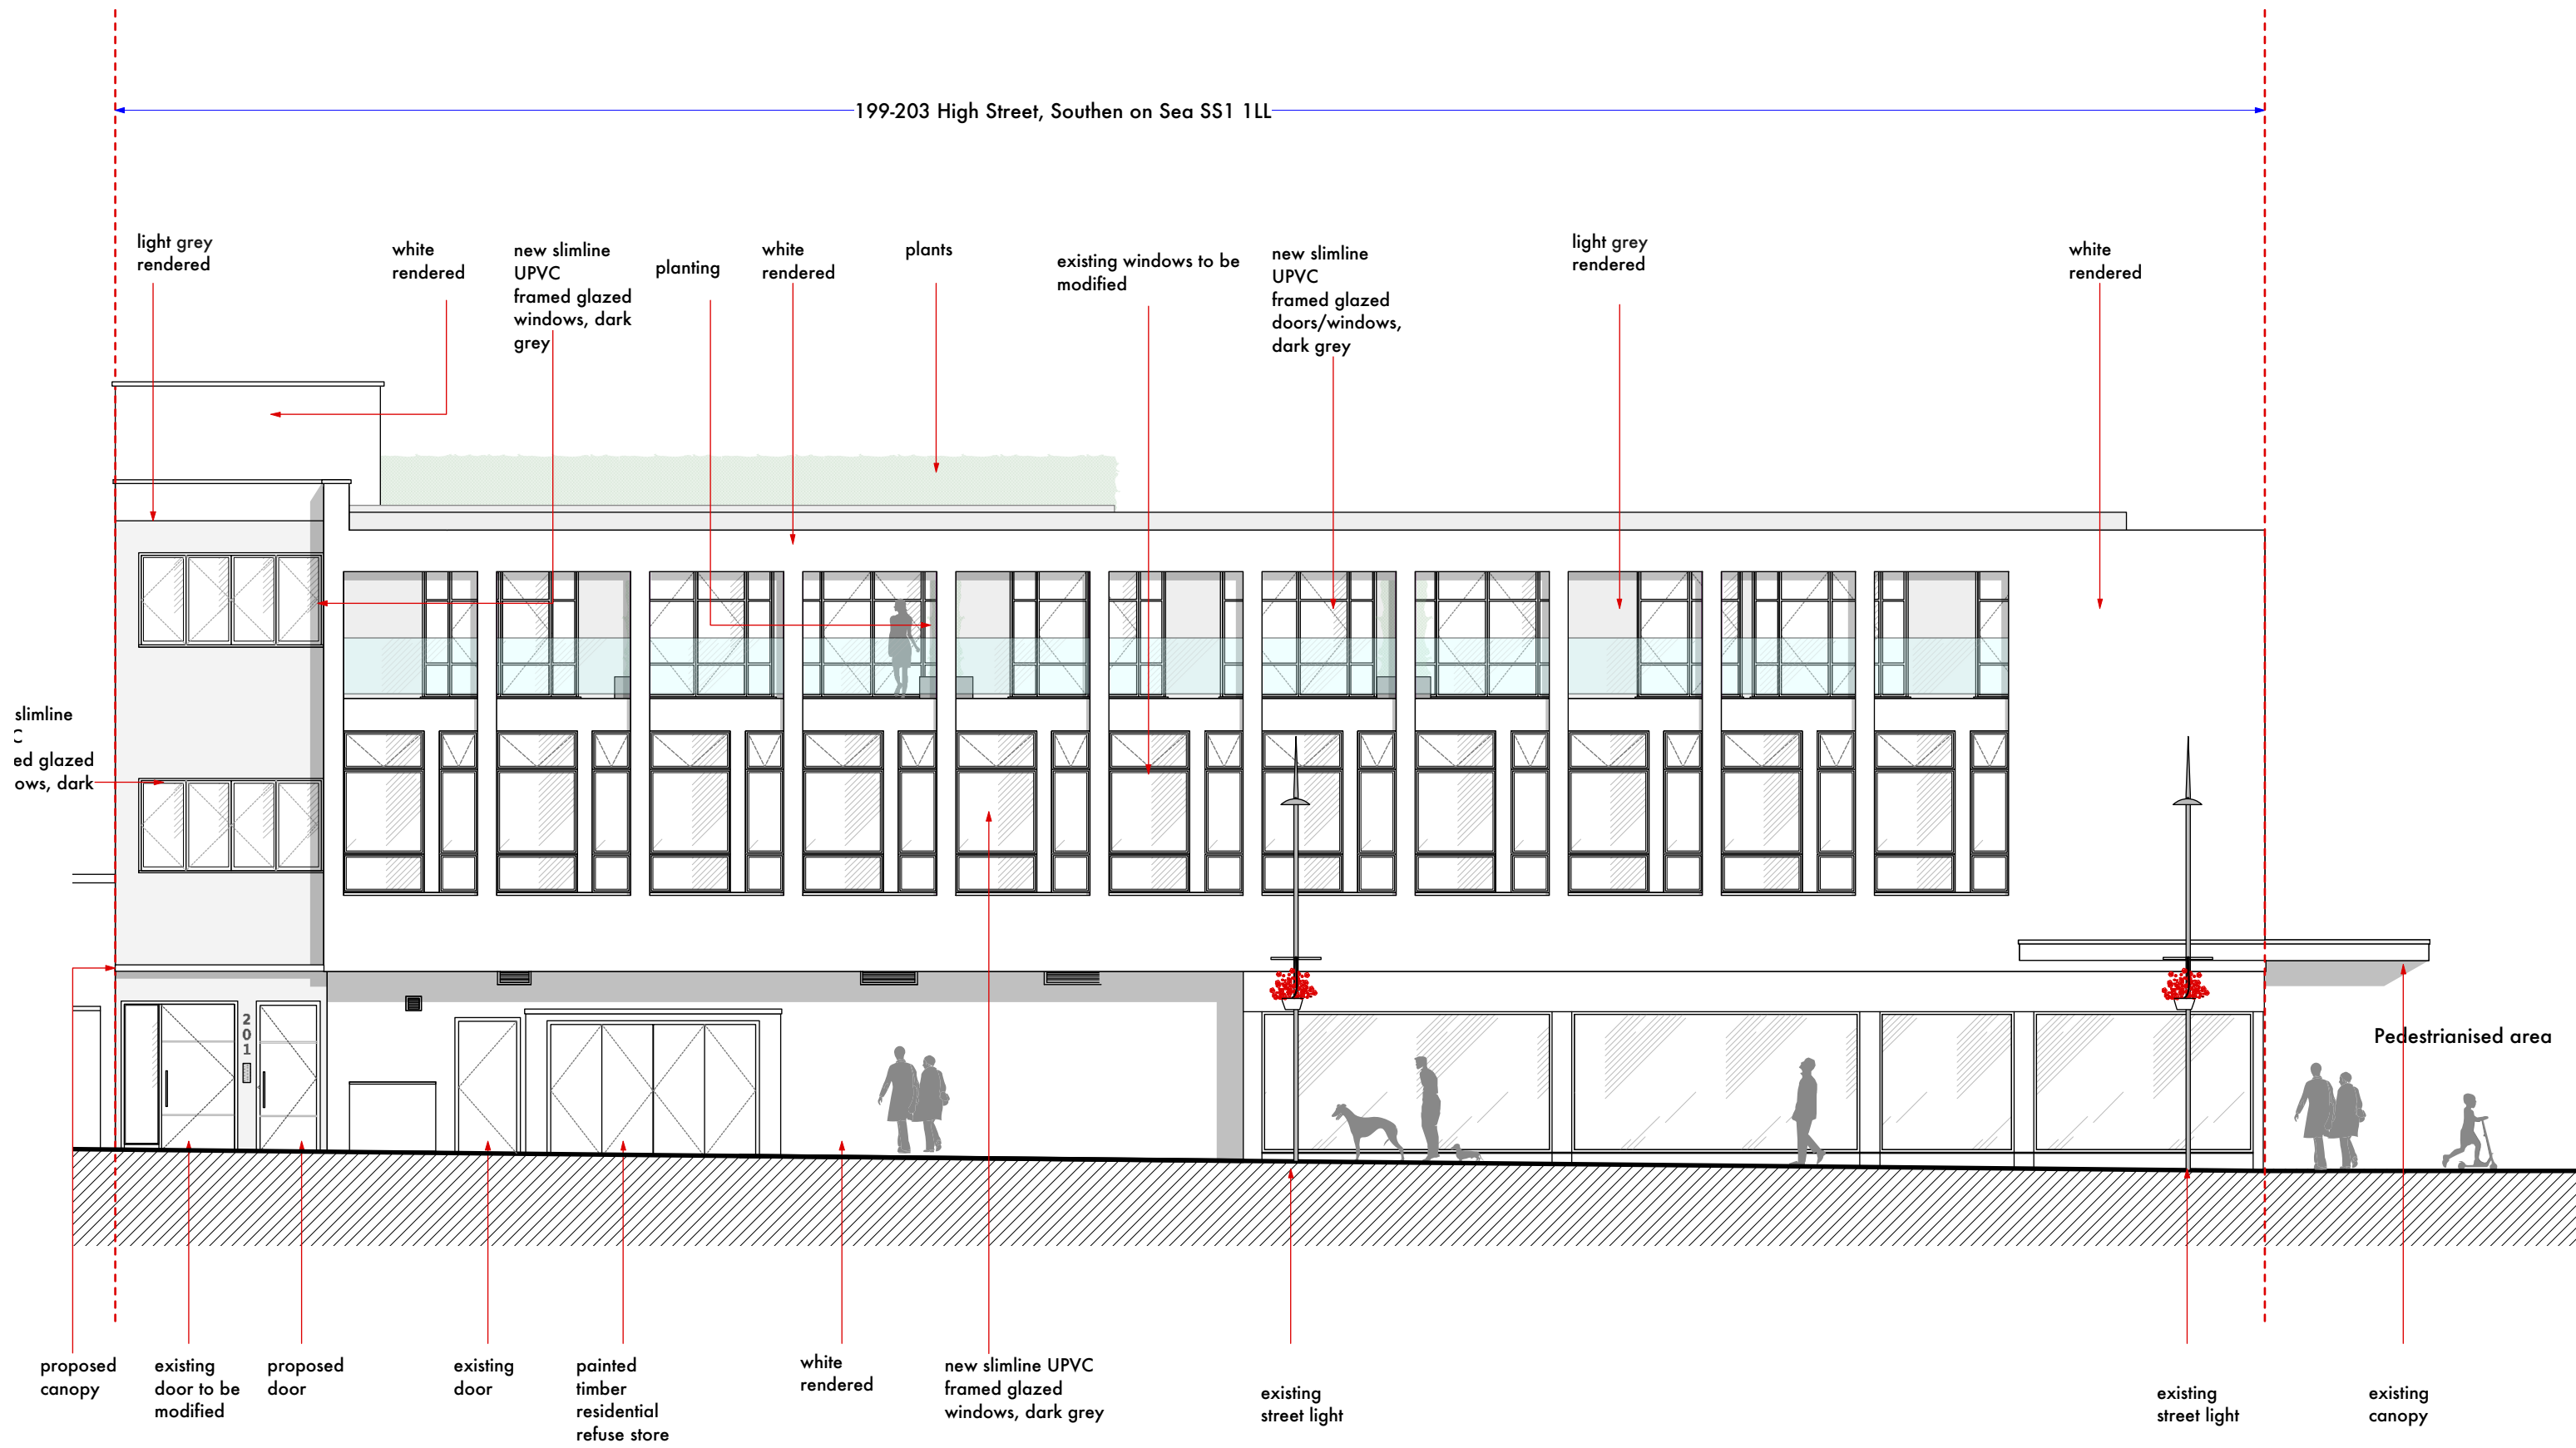 199-203 High Street, Southen on Sea SS1 1LL
light grey
rendered
white
rendered
new slimline
UPVC
framed glazed
windows, dark
grey
planting
white
rendered
plants
existing windows to be
modified
new slimline
UPVC
framed glazed
doors/windows,
dark grey
light grey
rendered
white
rendered
slimline
C
ed glazed
ows, dark
201
Pedestrianised area
proposed
canopy
existing
door to be
modified
proposed
door
existing
door
painted
timber
residential
refuse store
white
rendered
new slimline UPVC
framed glazed
windows, dark grey
existing
street light
existing
street light
existing
canopy